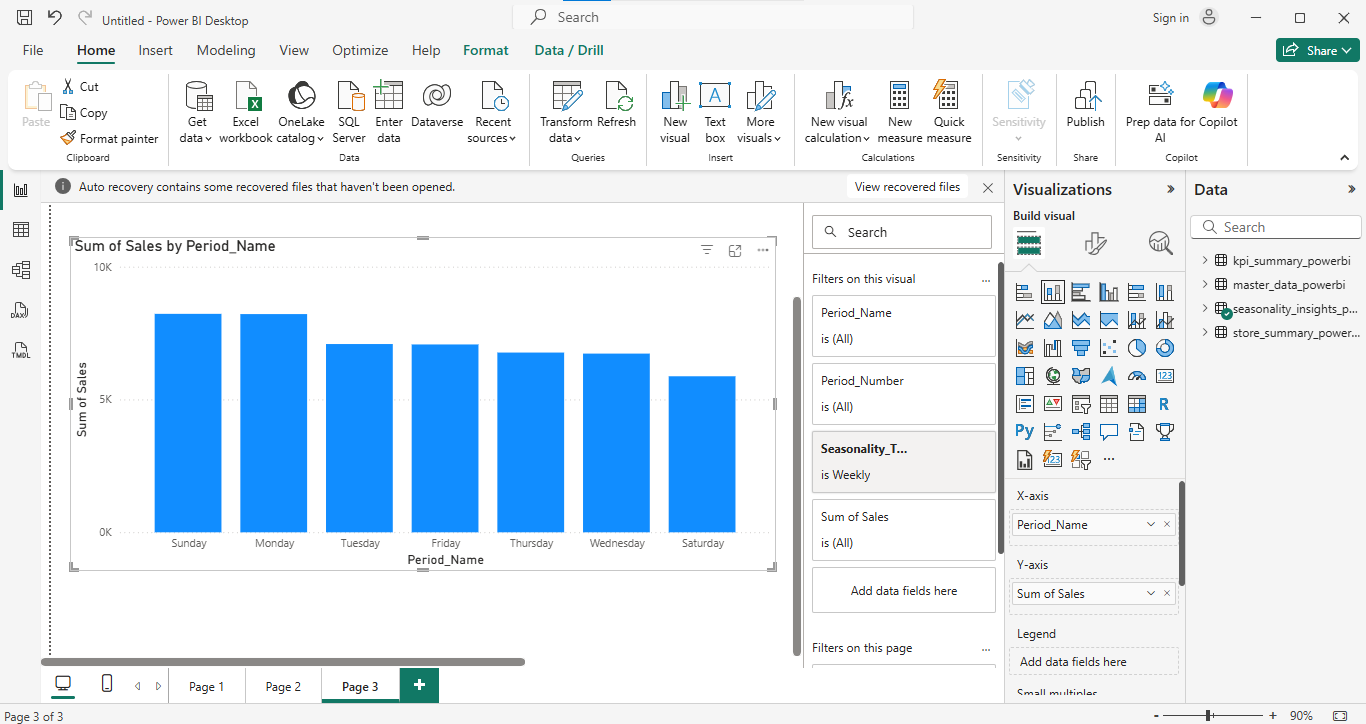 Untitled - Power BI Desktop
Search
Sign in
File
Home
Insert
Modeling
View
Optimize
Help
Format
Data / Drill
Share
Paste
Cut
Copy
Format painter
Clipboard
Get data
Excel workbook
OneLake catalog
SQL Server
Enter data
Dataverse
Recent sources
Data
Transform data
Refresh
Queries
New visual
Text box
More visuals
Insert
New visual calculation
New measure
Quick measure
Calculations
Sensitivity
Sensitivity
Publish
Share
Prep data for AI
Copilot
Copilot
Auto recovery contains some recovered files that haven't been opened.
View recovered files
DAX
TMDL
Sum of Sales by Period_Name
10K
5K
0K
Sum of Sales
Sunday
Monday
Tuesday
Friday
Thursday
Wednesday
Saturday
Period_Name
Search
Filters on this visual
...
Period_Name
is (All)
Period_Number
is (All)
Seasonality_T...
is Weekly
Sum of Sales
is (All)
Add data fields here
Filters on this page
...
Visualizations
Build visual
123
R
Py
123
...
X-axis
Period_Name
Y-axis
Sum of Sales
Legend
Add data fields here
Small multiples
Data
Search
kpi_summary_powerbi
master_data_powerbi
seasonality_insights_p...
store_summary_power...
Page 1
Page 2
Page 3
+
Page 3 of 3
-
+
90%